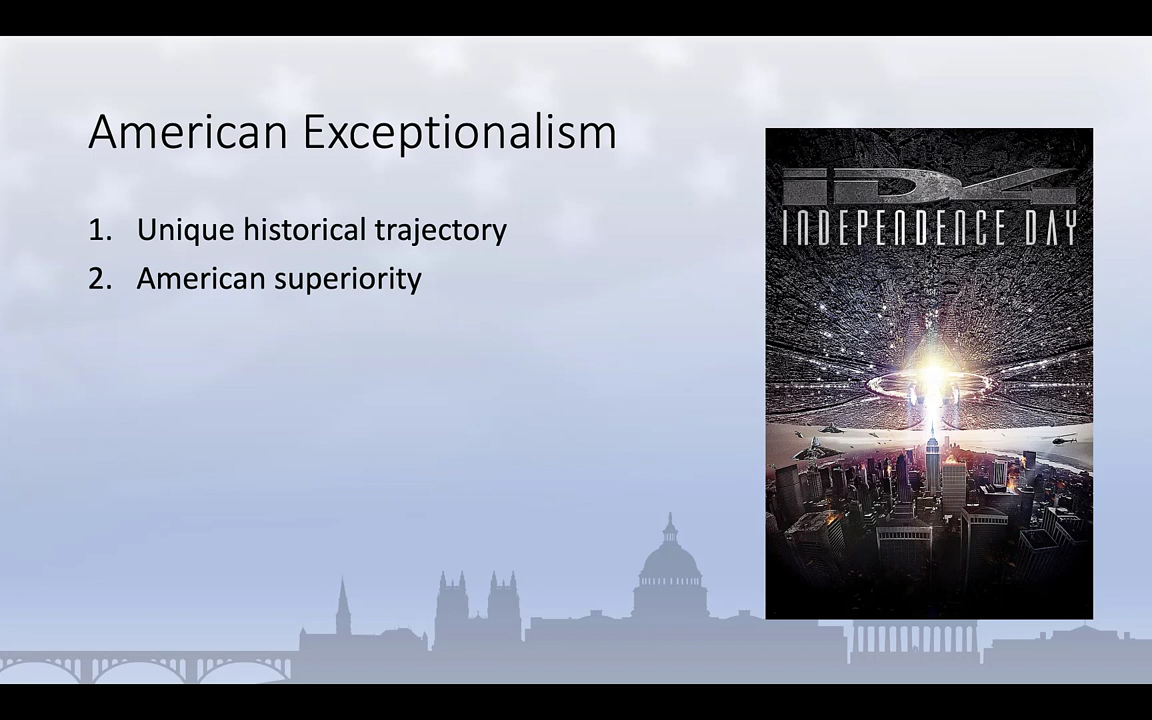 American Exceptionalism
1. Unique historical trajectory
2. American superiority
ID4
INDEPENDENCE DAY